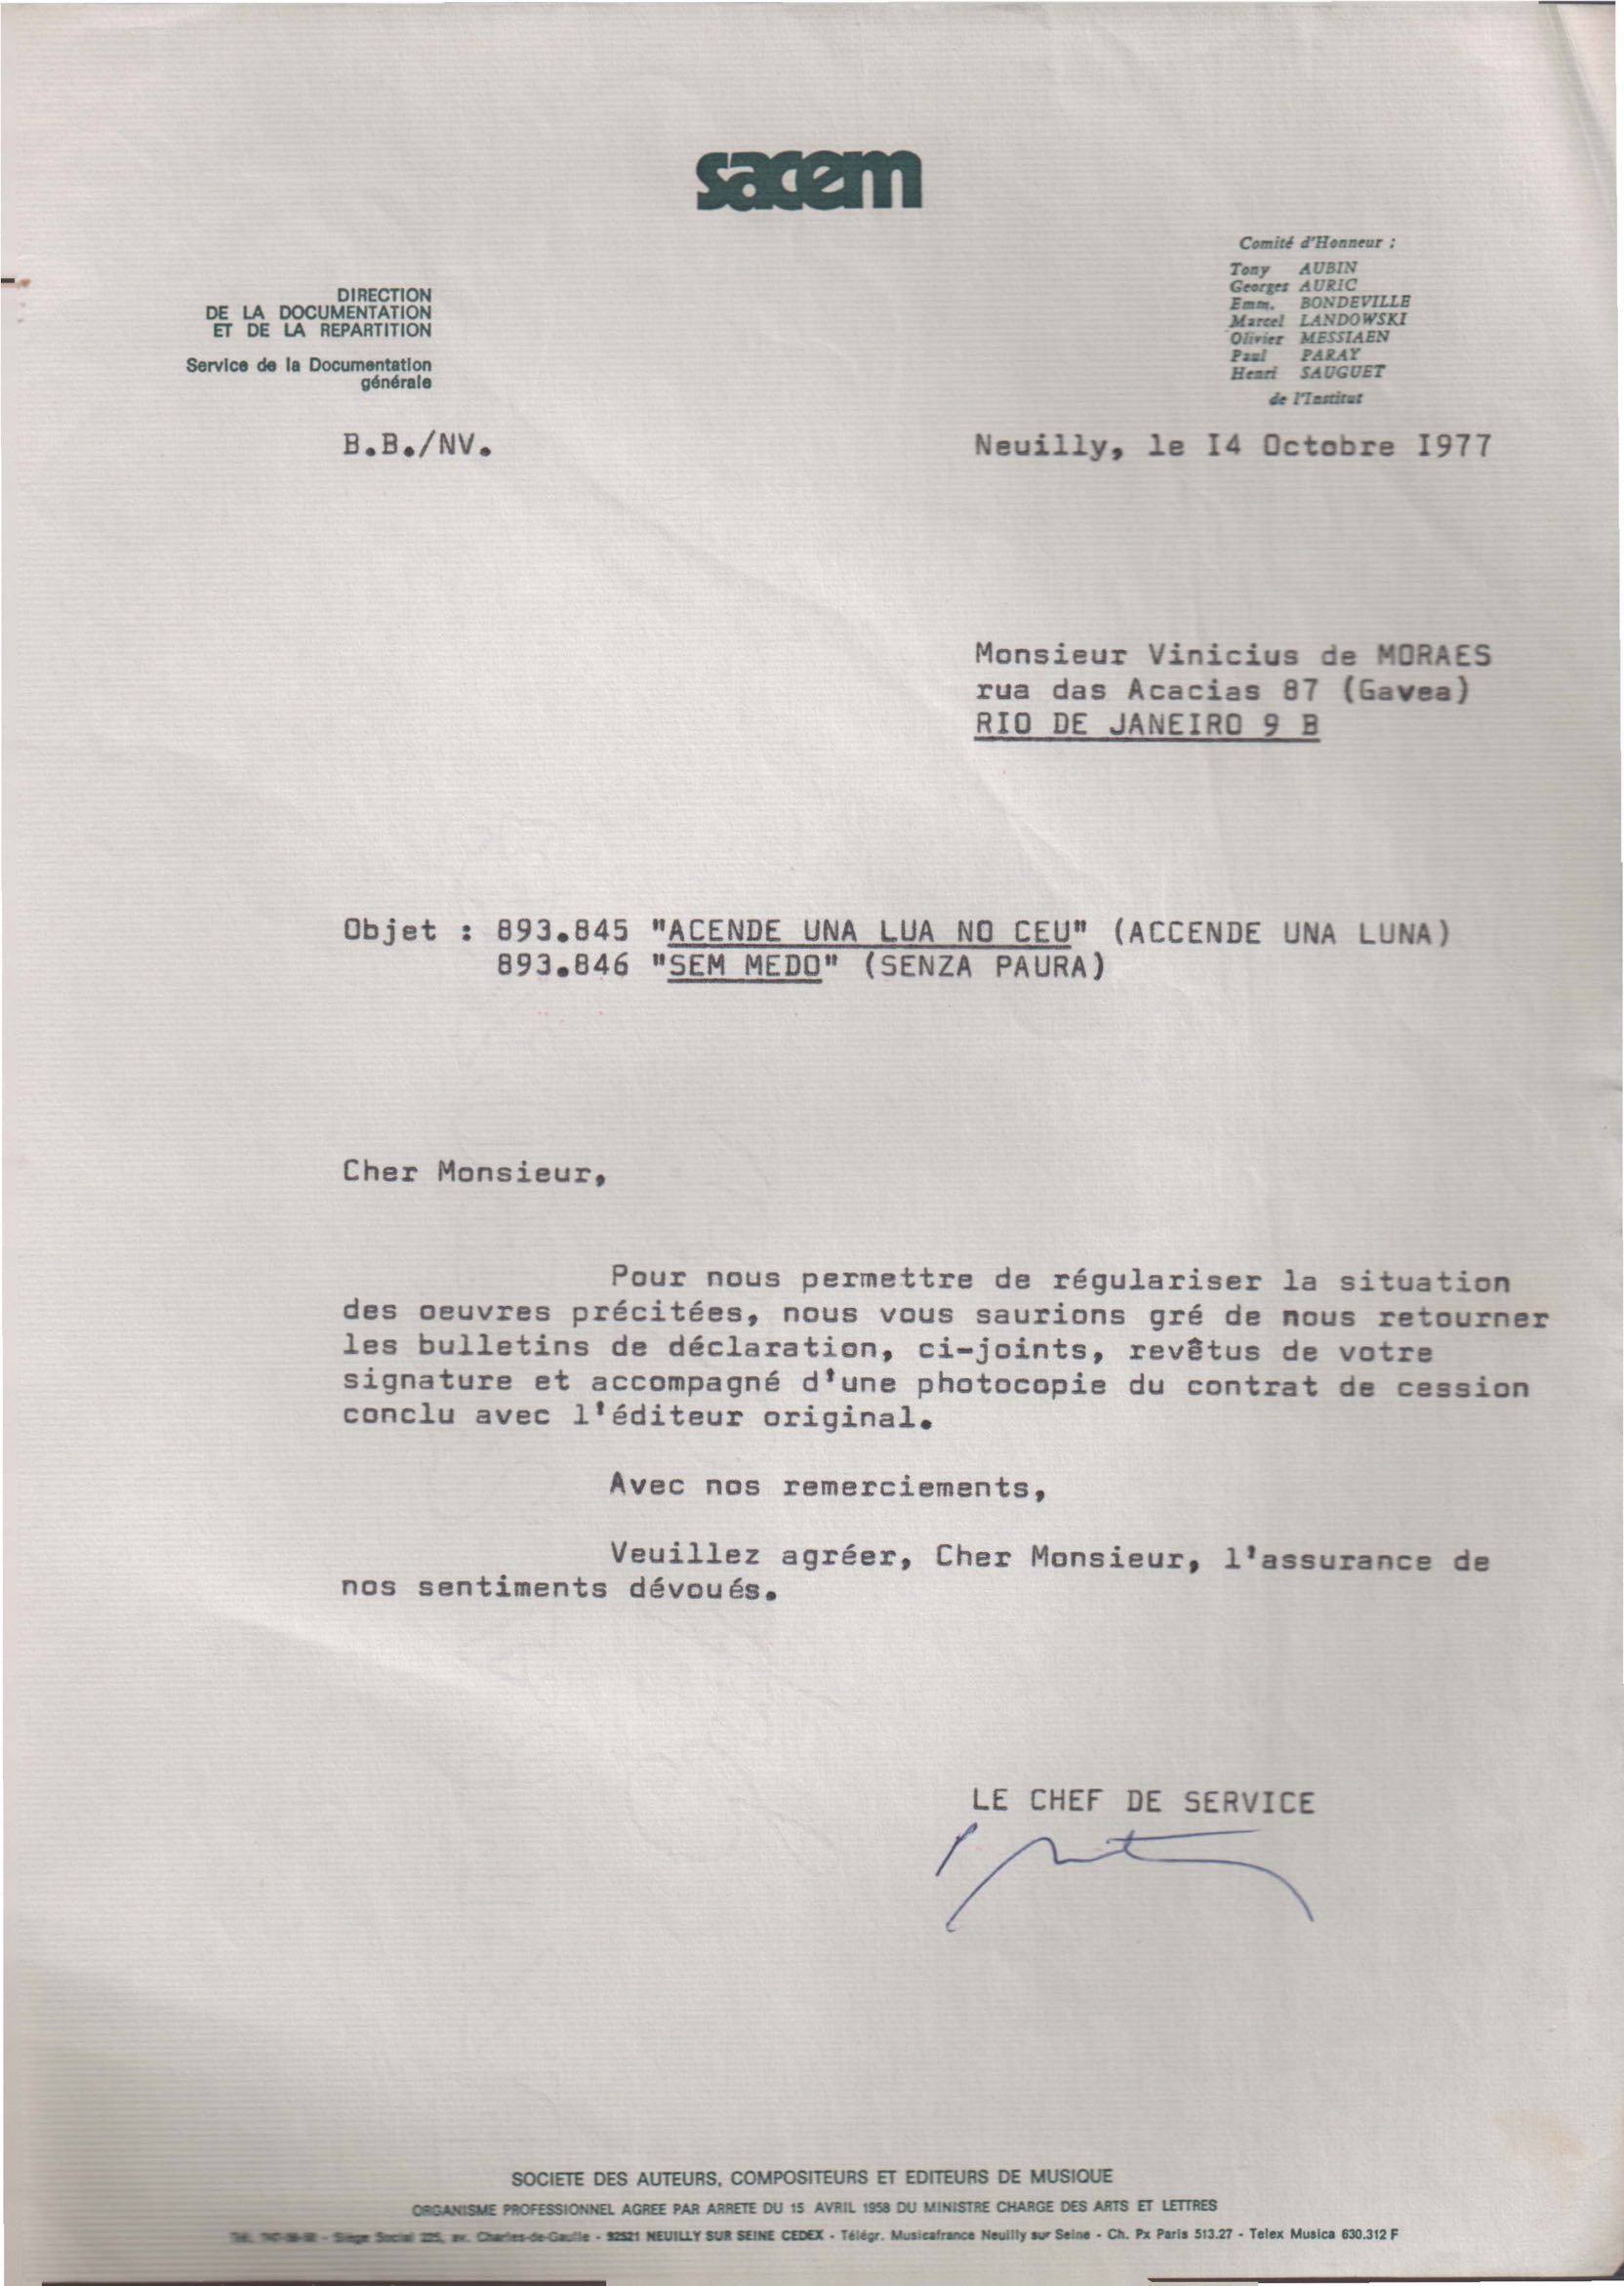 sacem
Comité d'Honneur :
Tony AUBIN
Georges AURIC
Emm. BONDEVILLE
Marcel LANDOWSKI
Olivier MESSIAEN
Paul PARAY
Henri SAUGUET
de l'Institut
DIRECTION
DE LA DOCUMENTATION
ET DE LA REPARTITION
Service de la Documentation
générale
B.B./NV.
Neuilly, le I4 Octobre I977
Monsieur Vinicius de MORAES
rua das Acacias 87 (Gavea)
RIO DE JANEIRO 9 B
Objet : 893.845 "ACENDE UNA LUA NO CEU" (ACCENDE UNA LUNA)
893.846 "SEM MEDO" (SENZA PAURA)
Cher Monsieur,
Pour nous permettre de régulariser la situation
des oeuvres précitées, nous vous saurions gré de nous retourner
les bulletins de déclaration, ci-joints, revêtus de votre
signature et accompagné d'une photocopie du contrat de cession
conclu avec l'éditeur original.
Avec nos remerciements,
Veuillez agréer, Cher Monsieur, l'assurance de
nos sentiments dévoués.
LE CHEF DE SERVICE
SOCIETE DES AUTEURS, COMPOSITEURS ET EDITEURS DE MUSIQUE
ORGANISME PROFESSIONNEL AGREE PAR ARRETE DU 15 AVRIL 1958 DU MINISTRE CHARGE DES ARTS ET LETTRES
Siège Social 225, av. Charles-de-Gaulle - 92521 NEUILLY SUR SEINE CEDEX - Télégr. Musicafrance Neuilly sur Seine - Ch. Px Paris 513.27 - Telex Musica 630.312 F